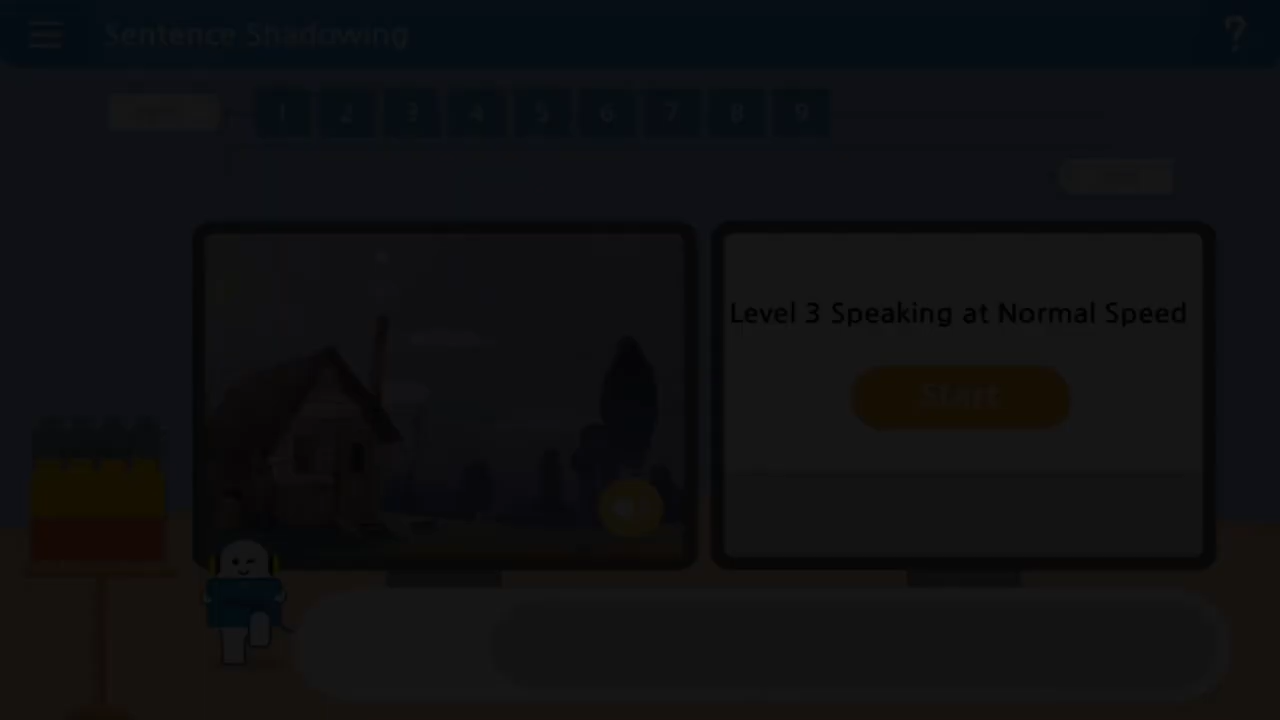 Sentence Shadowing
?
1 2 3 4 5 6 7 8 9
Level 3 Speaking at Normal Speed
Start